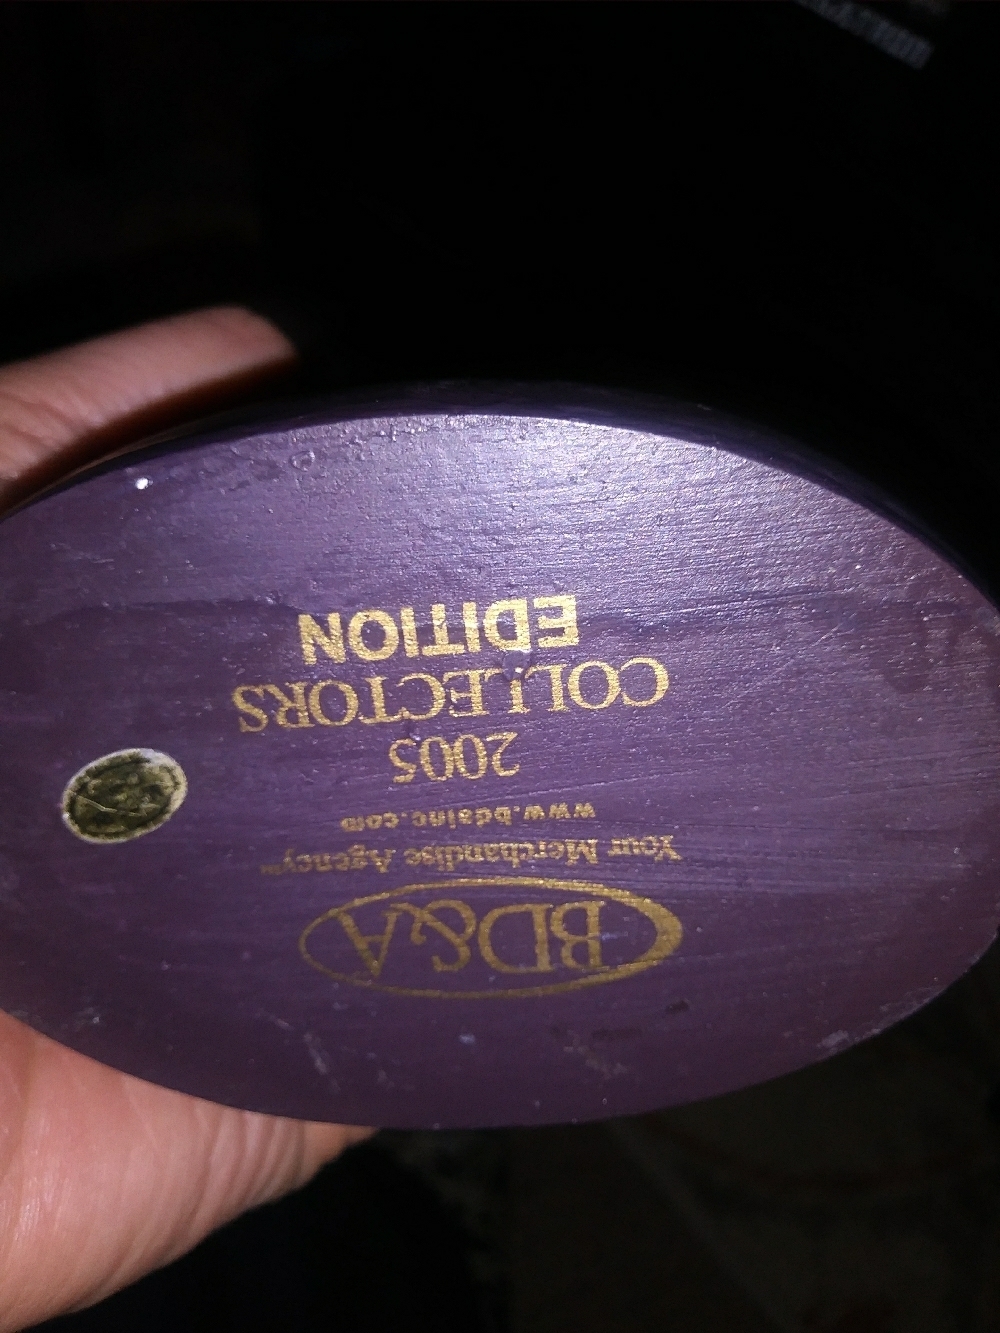 BD&A
Your Merchandise Agency™
www.bdainc.com
2005
COLLECTORS
EDITION